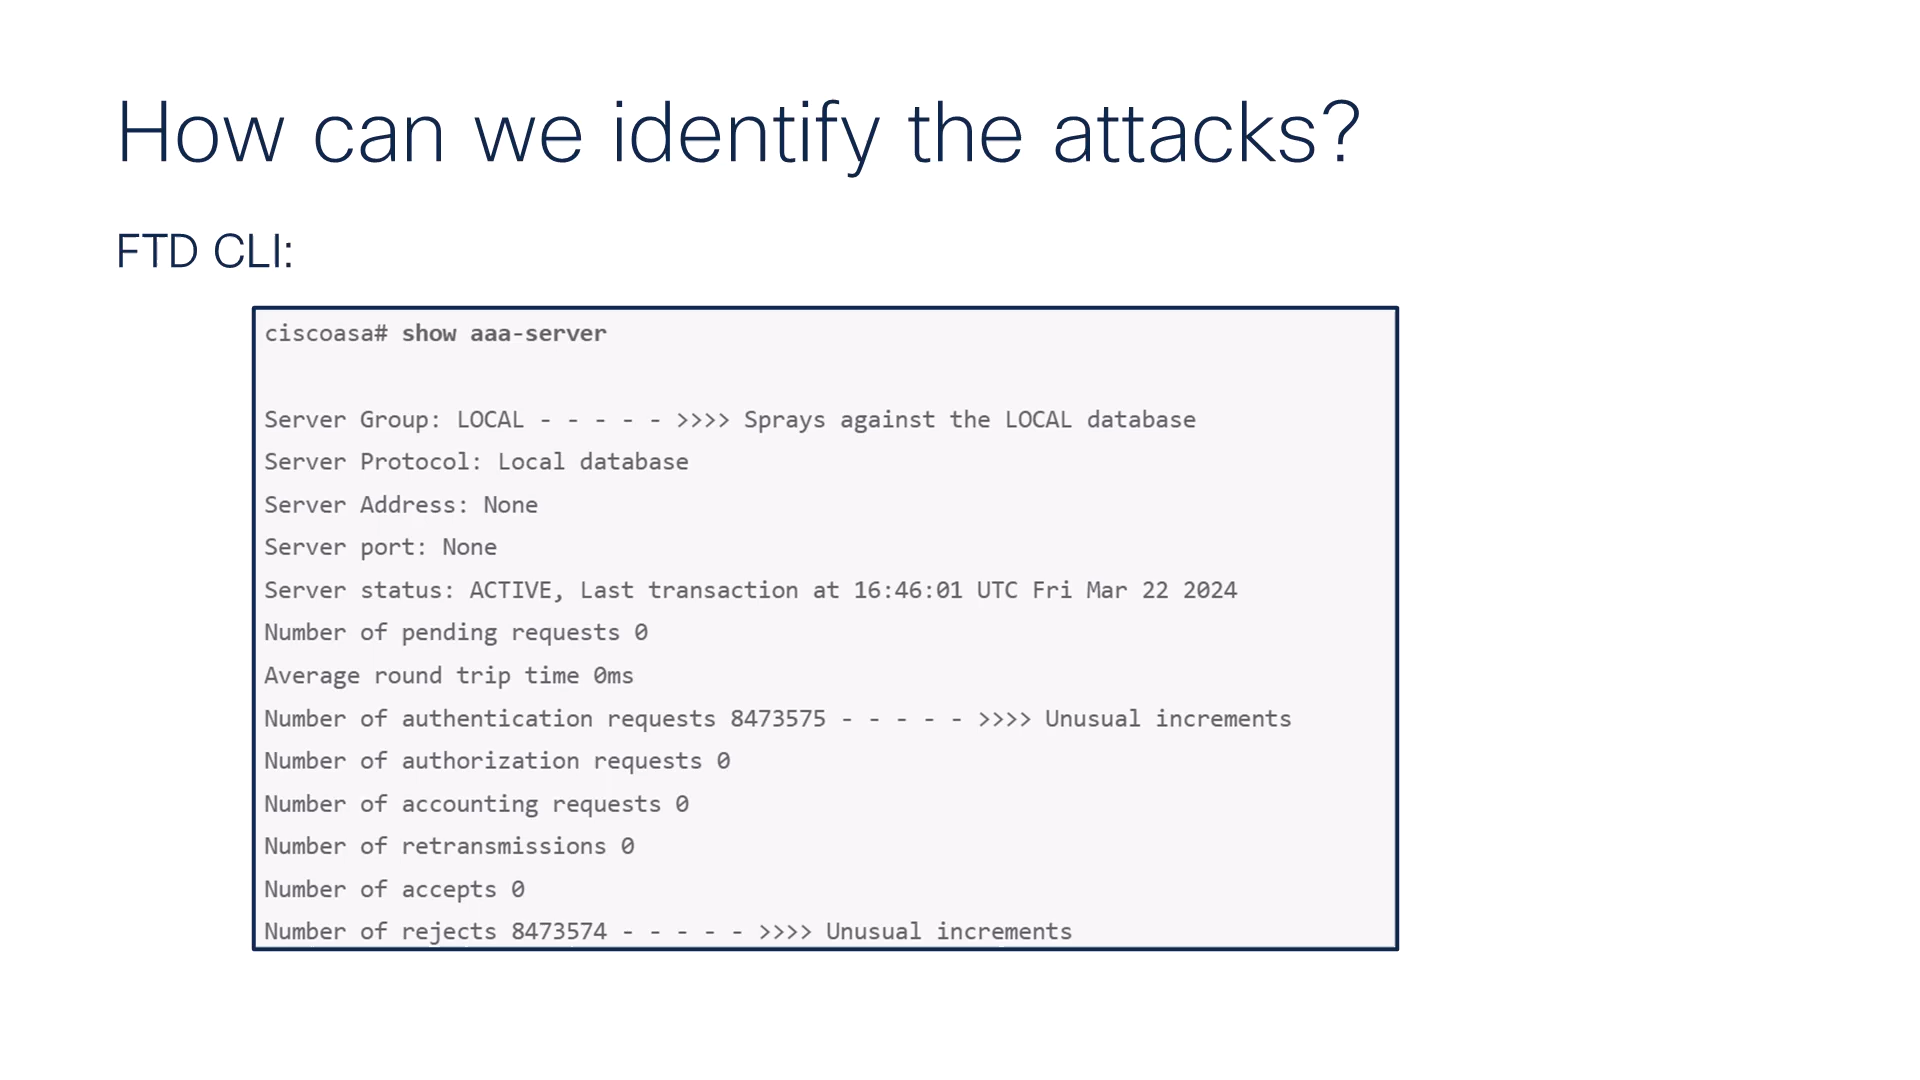 How can we identify the attacks?
FTD CLI:
ciscoasa# show aaa-server
Server Group: LOCAL - - - - - >>>> Sprays against the LOCAL database
Server Protocol: Local database
Server Address: None
Server port: None
Server status: ACTIVE, Last transaction at 16:46:01 UTC Fri Mar 22 2024
Number of pending requests 0
Average round trip time 0ms
Number of authentication requests 8473575 - - - - - >>>> Unusual increments
Number of authorization requests 0
Number of accounting requests 0
Number of retransmissions 0
Number of accepts 0
Number of rejects 8473574 - - - - - >>>> Unusual increments